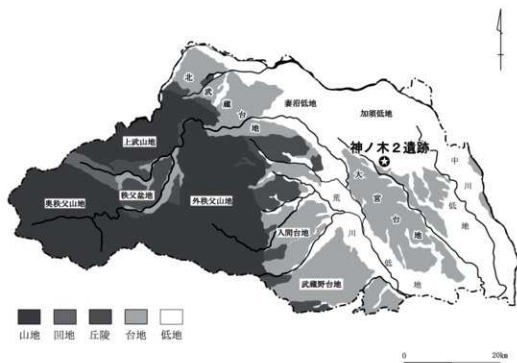 北武蔵台地
妻沼低地
加須低地
上武山地
神ノ木２遺跡
中川低地
秩父盆地
奥秩父山地
外秩父山地
大宮台地
荒川低地
入間台地
武蔵野台地
山地
凹地
丘陵
台地
低地
0
20km